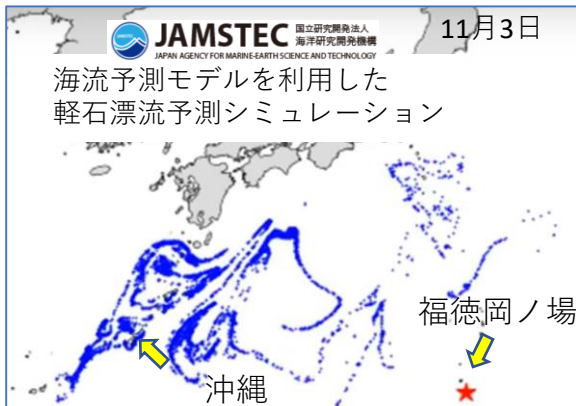 JAMSTEC
国立研究開発法人
海洋研究開発機構
JAPAN AGENCY FOR MARINE-EARTH SCIENCE AND TECHNOLOGY
11月3日
海流予測モデルを利用した
軽石漂流予測シミュレーション
福徳岡ノ場
沖縄